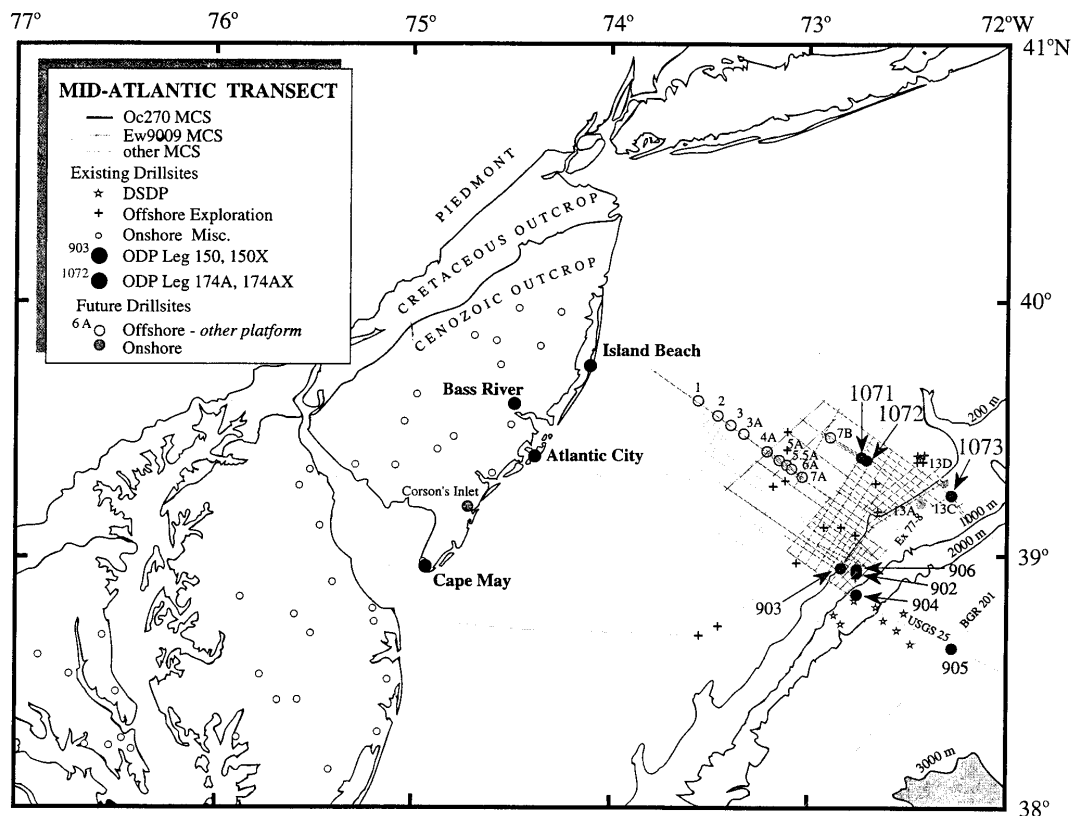 77° 76° 75° 74° 73° 72°W
41°N
MID-ATLANTIC TRANSECT
Oc270 MCS
Ew9009 MCS
other MCS
Existing Drillsites
DSDP
Offshore Exploration
Onshore Misc.
903 ODP Leg 150, 150X
1072 ODP Leg 174A, 174AX
Future Drillsites
6A Offshore - other platform
Onshore
PIEDMONT
CRETACEOUS OUTCROP
CENOZOIC OUTCROP
40°
Island Beach
Bass River
Atlantic City
Corson's Inlet
Cape May
1
2
3
3A
4A
5A
5.5A
6A
7A
7B
1071
1072
1073
200 m
13D
13A
13C
Ex 77-8
1000 m
2000 m
39°
906
902
903
904
USGS 25
BGR 201
905
3000 m
38°